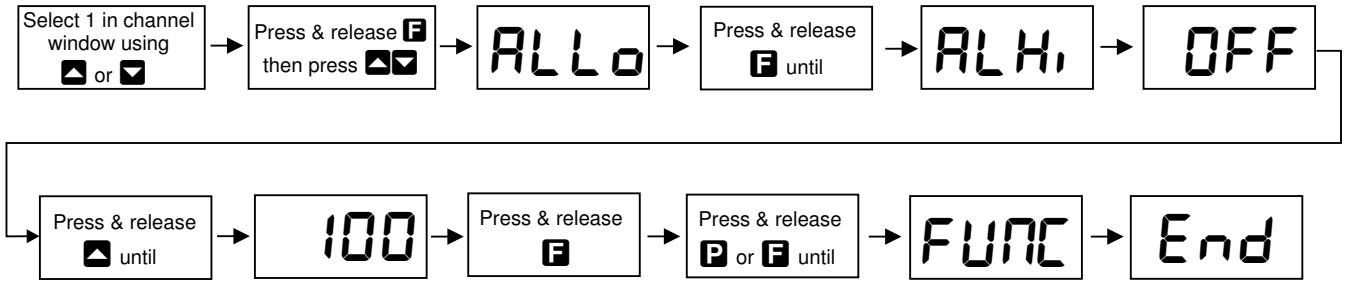 Select 1 in channel
window using
▲ or ▼
Press & release F
then press ▲▼
ALLo
Press & release
F until
ALHi
OFF
Press & release
▲ until
100
Press & release
F
Press & release
P or F until
FUNC
End